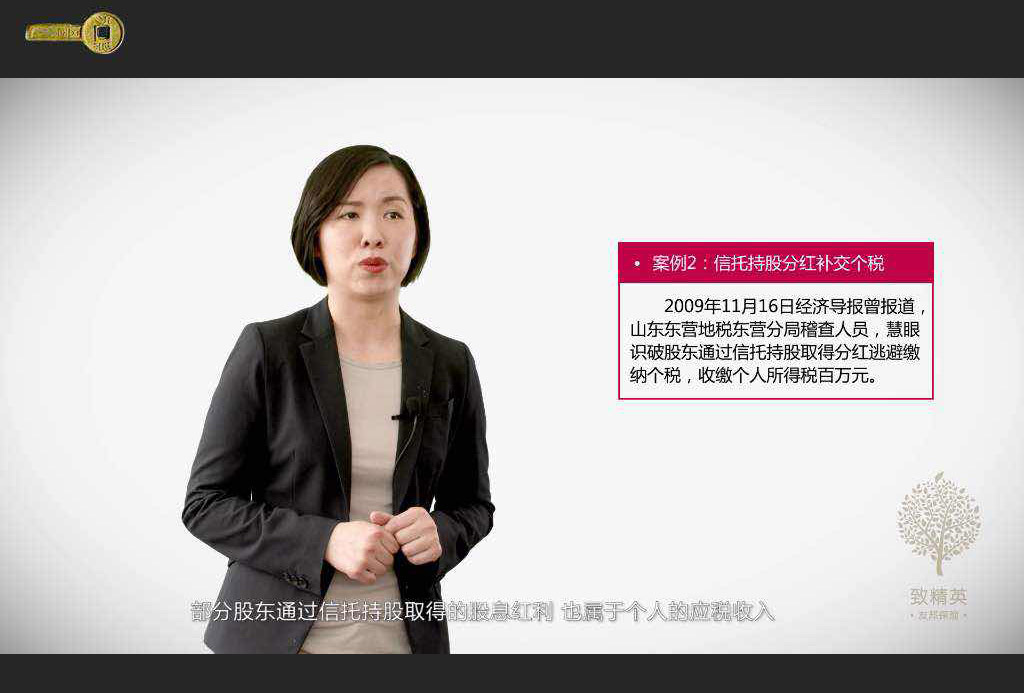 • 案例2：信托持股分红补交个税
2009年11月16日经济导报曾报道，
山东东营地税东营分局稽查人员，慧眼
识破股东通过信托持股取得分红逃避缴
纳个税，收缴个人所得税百万元。
致精英
• 友邦保险 •
部分股东通过信托持股取得的股息红利 也属于个人的应税收入